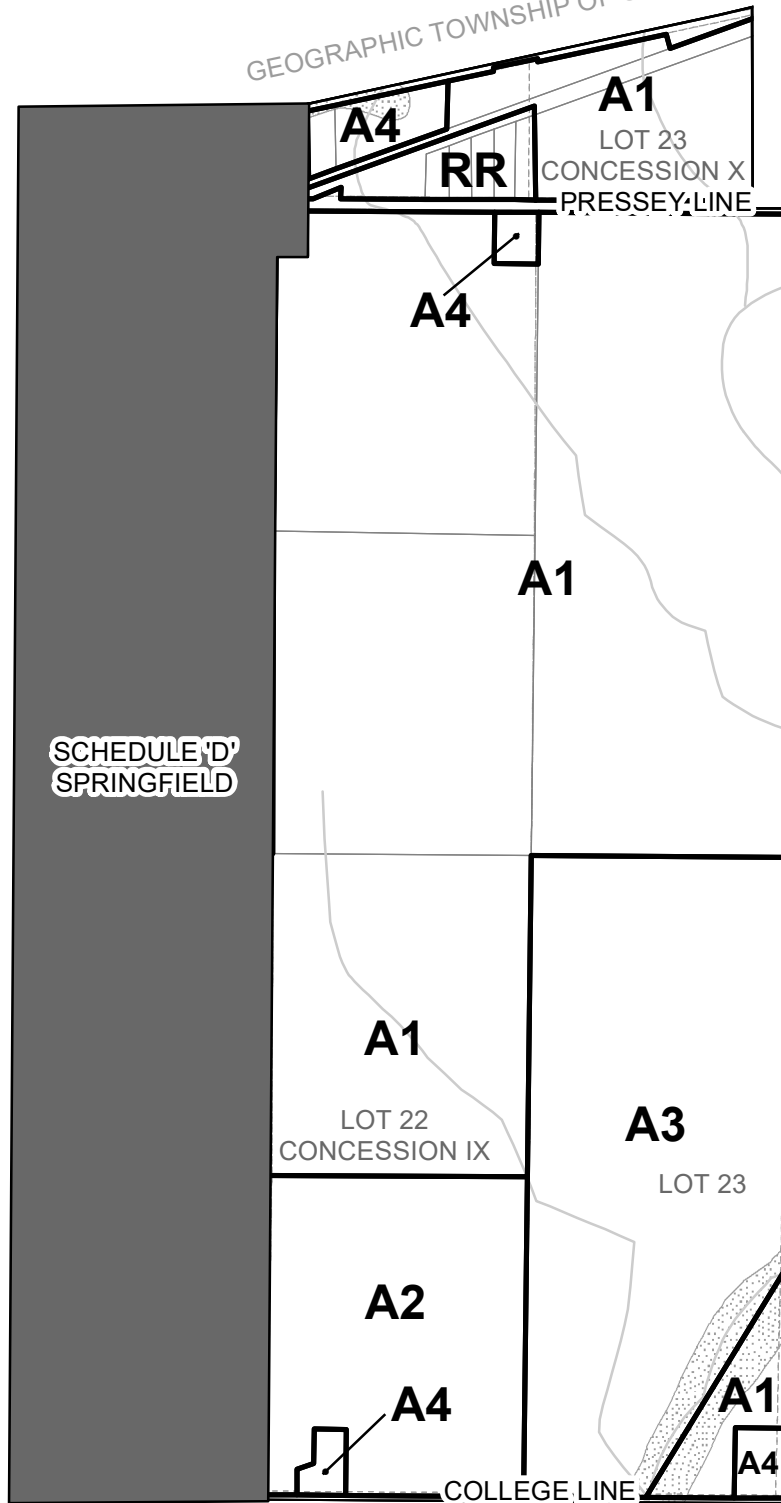 GEOGRAPHIC TOWNSHIP OF
A1
A4
LOT 23
CONCESSION X
RR
PRESSEY LINE
A4
A1
SCHEDULE 'D'
SPRINGFIELD
A1
LOT 22
CONCESSION IX
A3
LOT 23
A2
A1
A4
A4
COLLEGE LINE